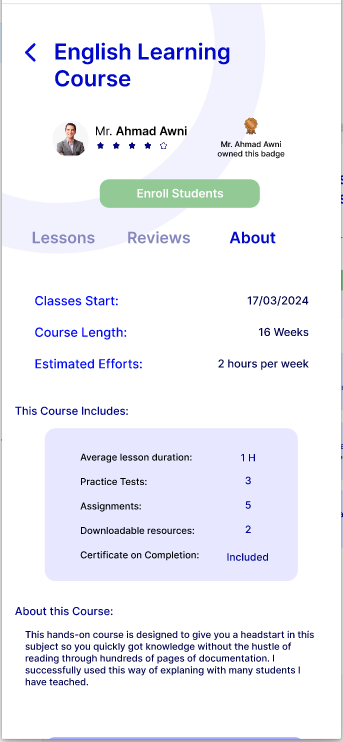 English Learning
Course
Mr. Ahmad Awni
Mr. Ahmad Awni
owned this badge
Enroll Students
Lessons Reviews About
Classes Start: 17/03/2024
Course Length: 16 Weeks
Estimated Efforts: 2 hours per week
This Course Includes:
Average lesson duration: 1 H
Practice Tests: 3
Assignments: 5
Downloadable resources: 2
Certificate on Completion: Included
About this Course:
This hands-on course is designed to give you a headstart in this
subject so you quickly got knowledge without the hustle of
reading through hundreds of pages of documentation. I
successfully used this way of explaning with many students I
have teached.